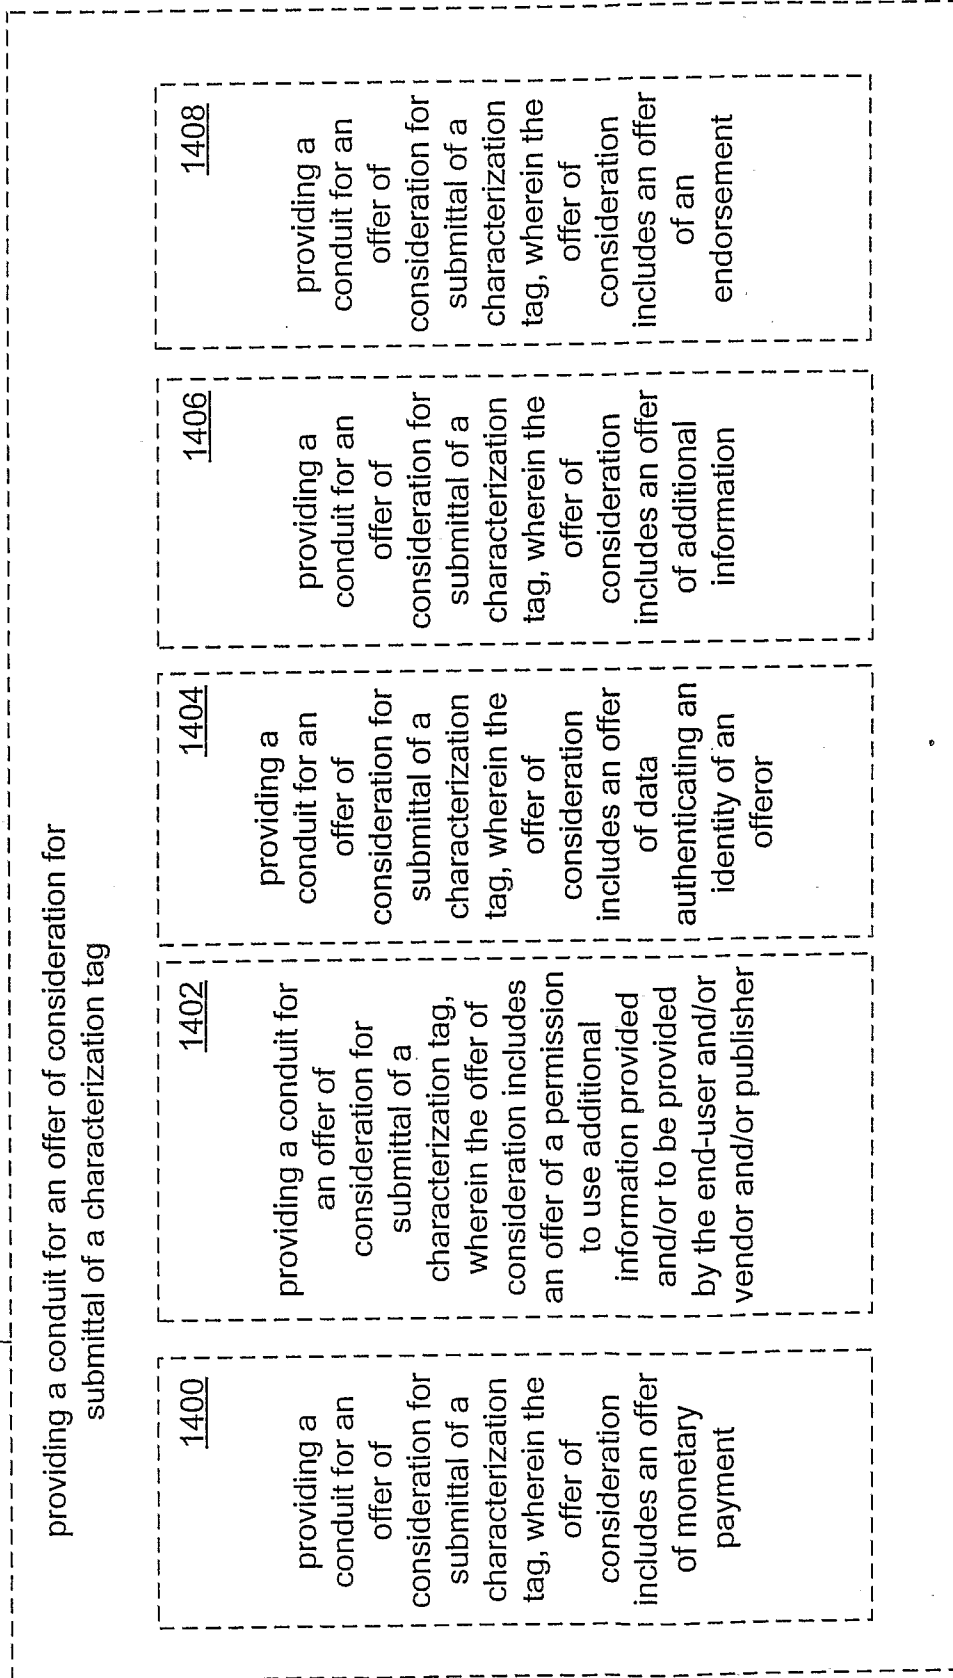 providing a conduit for an offer of consideration for
submittal of a characterization tag
1400
providing a
conduit for an
offer of
consideration for
submittal of a
characterization
tag, wherein the
offer of
consideration
includes an offer
of monetary
payment
1402
providing a conduit for
an offer of
consideration for
submittal of a
characterization tag,
wherein the offer of
consideration includes
an offer of a permission
to use additional
information provided
and/or to be provided
by the end-user and/or
vendor and/or publisher
1404
providing a
conduit for an
offer of
consideration for
submittal of a
characterization
tag, wherein the
offer of
consideration
includes an offer
of data
authenticating an
identity of an
offeror
1406
providing a
conduit for an
offer of
consideration for
submittal of a
characterization
tag, wherein the
offer of
consideration
includes an offer
of additional
information
1408
providing a
conduit for an
offer of
consideration for
submittal of a
characterization
tag, wherein the
offer of
consideration
includes an offer
of an
endorsement